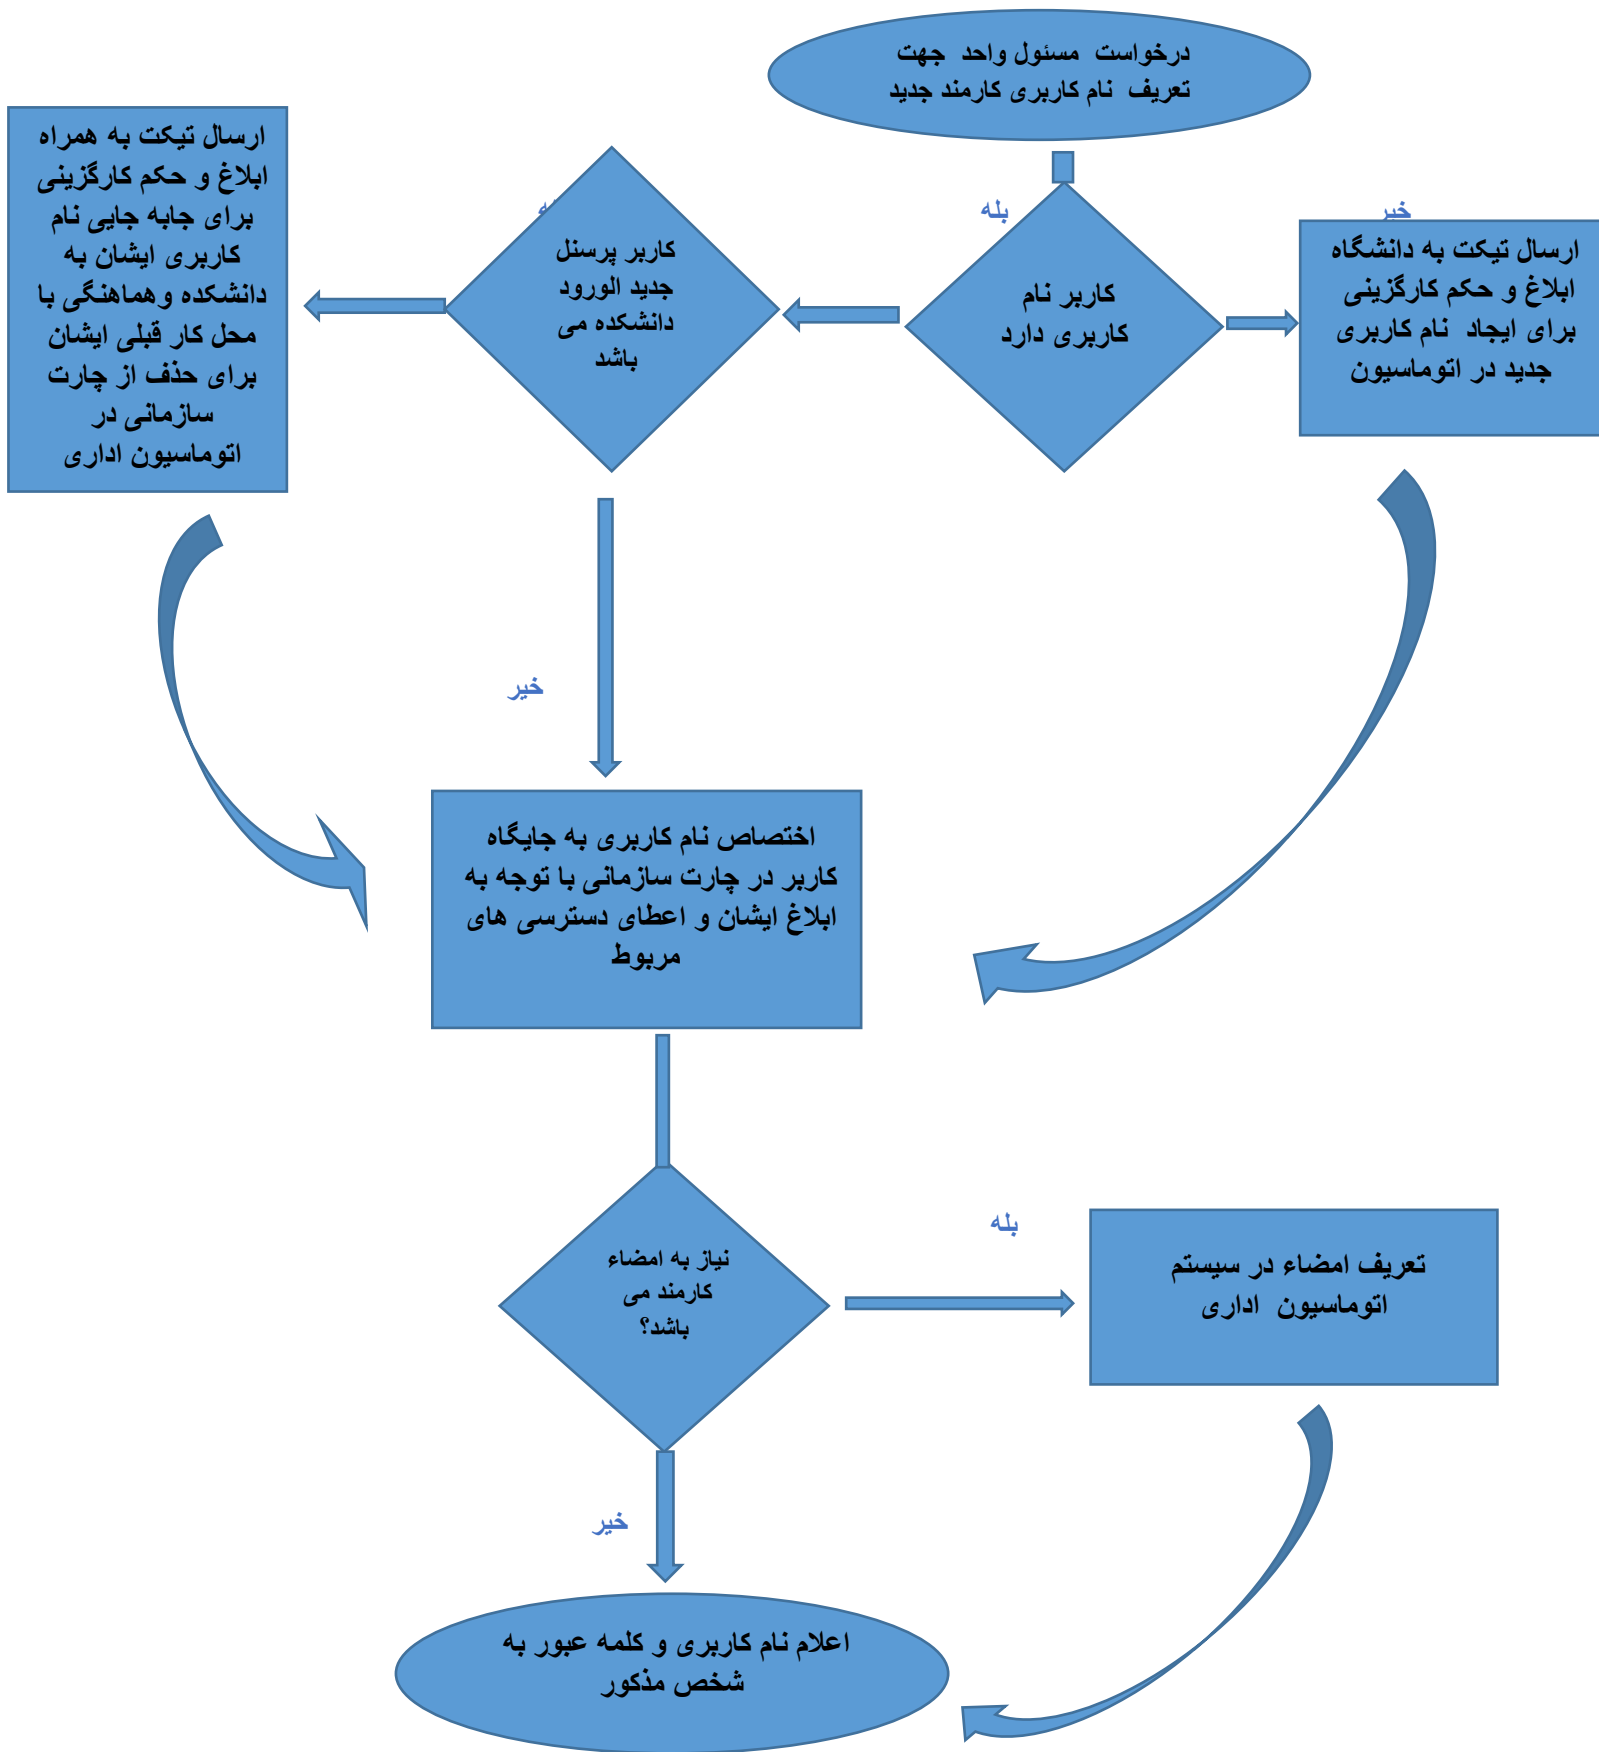 درخواست مسئول واحد جهت
تعریف نام کاربری کارمند جدید
بله
خیر
کاربر نام
کاربری دارد
ارسال تیکت به دانشگاه
ابلاغ و حکم کارگزینی
برای ایجاد نام کاربری
جدید در اتوماسیون
کاربر پرسنل
جدید الورود
دانشکده می
باشد
ارسال تیکت به همراه
ابلاغ و حکم کارگزینی
برای جابه جایی نام
کاربری ایشان به
دانشکده وهماهنگی با
محل کار قبلی ایشان
برای حذف از چارت
سازمانی در
اتوماسیون اداری
خیر
اختصاص نام کاربری به جایگاه
کاربر در چارت سازمانی با توجه به
ابلاغ ایشان و اعطای دسترسی های
مربوط
نیاز به امضاء
کارمند می
باشد؟
بله
تعریف امضاء در سیستم
اتوماسیون اداری
خیر
اعلام نام کاربری و کلمه عبور به
شخص مذکور